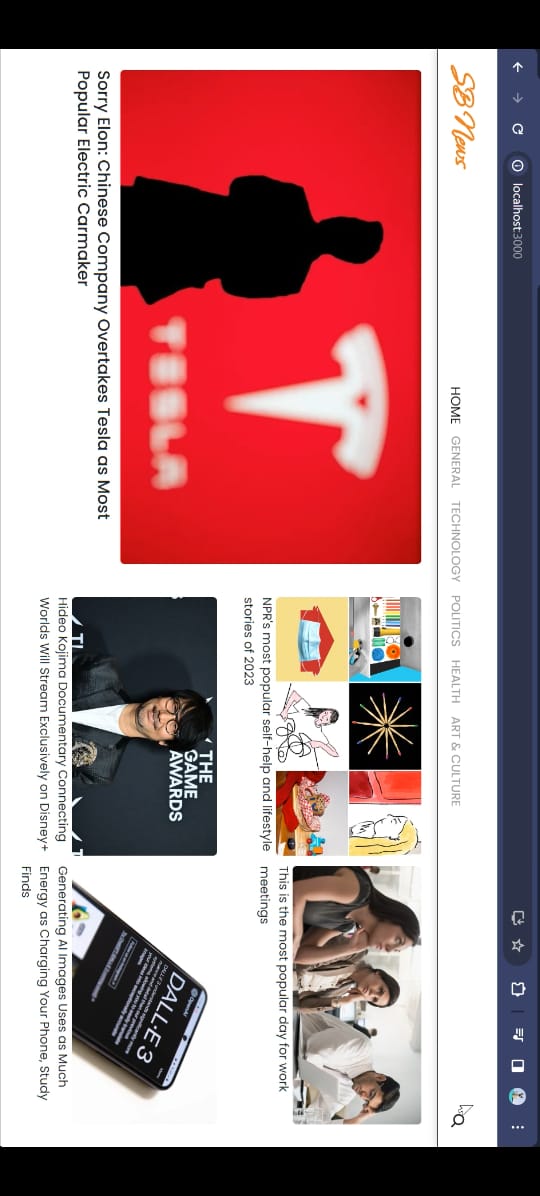 localhost:3000
SB News
HOME GENERAL TECHNOLOGY POLITICS HEALTH ART & CULTURE
TESLA
Sorry Elon: Chinese Company Overtakes Tesla as Most
Popular Electric Carmaker
NPR's most popular self-help and lifestyle
stories of 2023
This is the most popular day for work
meetings
THE
GAME
AWARDS
Hideo Kojima Documentary Connecting
Worlds Will Stream Exclusively on Disney+
OpenAI
DALL·E 3
Generating AI Images Uses as Much
Energy as Charging Your Phone, Study
Finds